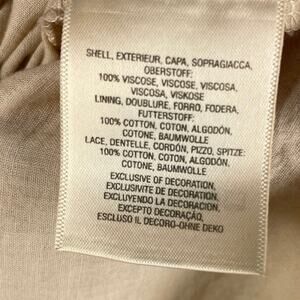 SHELL, EXTERIEUR, CAPA, SOPRAGIACCA,
OBERSTOFF:
100% VISCOSE, VISCOSE, VISCOSA,
VISCOSA, VISKOSE
LINING, DOUBLURE, FORRO, FODERA,
FUTTERSTOFF:
100% COTTON, COTON, ALGODÓN,
COTONE, BAUMWOLLE
LACE, DENTELLE, CORDÓN, PIZZO, SPITZE:
100% COTTON, COTON, ALGODÓN,
COTONE, BAUMWOLLE
EXCLUSIVE OF DECORATION,
EXCLUSIVITE DE DECORATION,
EXCLUYENDO LA DECORACION,
EXCEPTO DECORAÇÃO,
ESCLUSO IL DECORO-OHNE DEKO